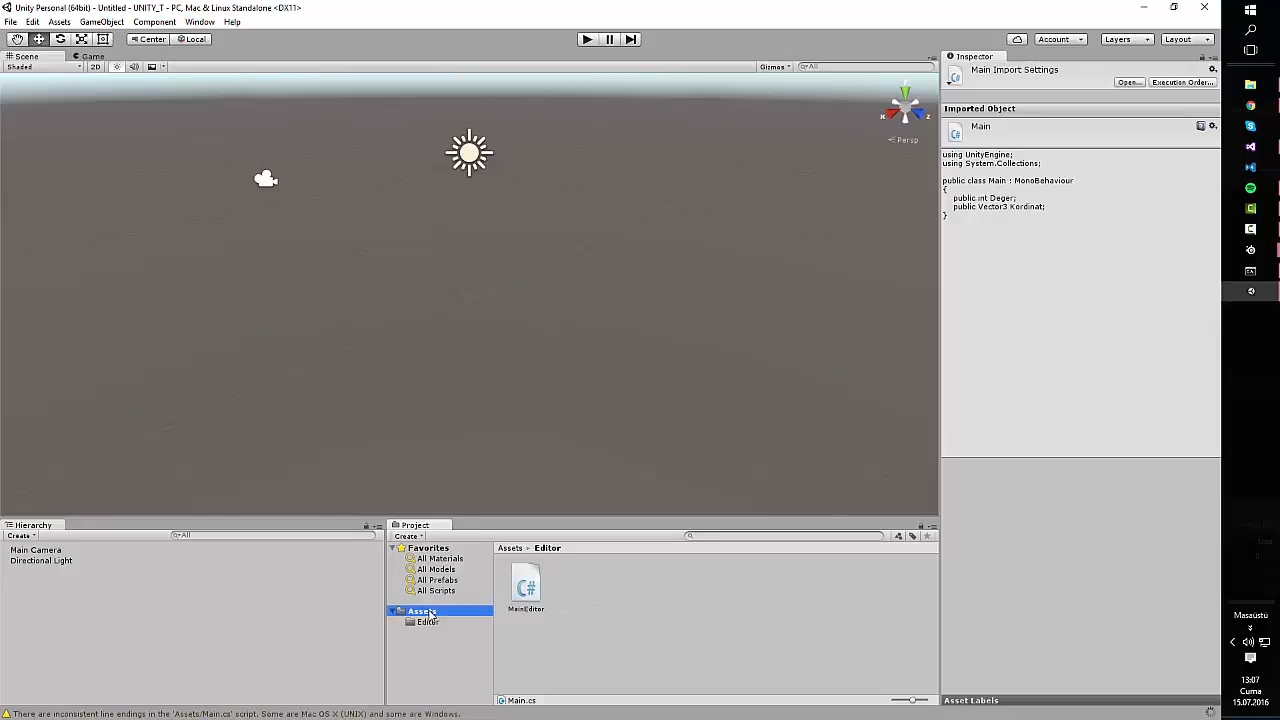 Unity Personal (64bit) - Untitled - UNITY_T - PC, Mac & Linux Standalone <DX11>
File Edit Assets GameObject Component Window Help
Center Local Account Layers Layout
Scene Game Inspector
Shaded 2D Gizmos All
Main Import Settings
Open... Execution Order...
Imported Object
Main
using UnityEngine;
using System.Collections;
public class Main : MonoBehaviour
{
public int Deger;
public Vector3 Kordinat;
}
x z
Persp
Hierarchy
Create All
Main Camera
Directional Light
Project
Create
Favorites
All Materials
All Models
All Prefabs
All Scripts
Assets
Editor
Assets Editor
C#
MainEditor
Main.cs
Asset Labels
There are inconsistent line endings in the 'Assets/Main.cs' script. Some are Mac OS X (UNIX) and some are Windows.
Masaüstü
13:07
Cuma
15.07.2016